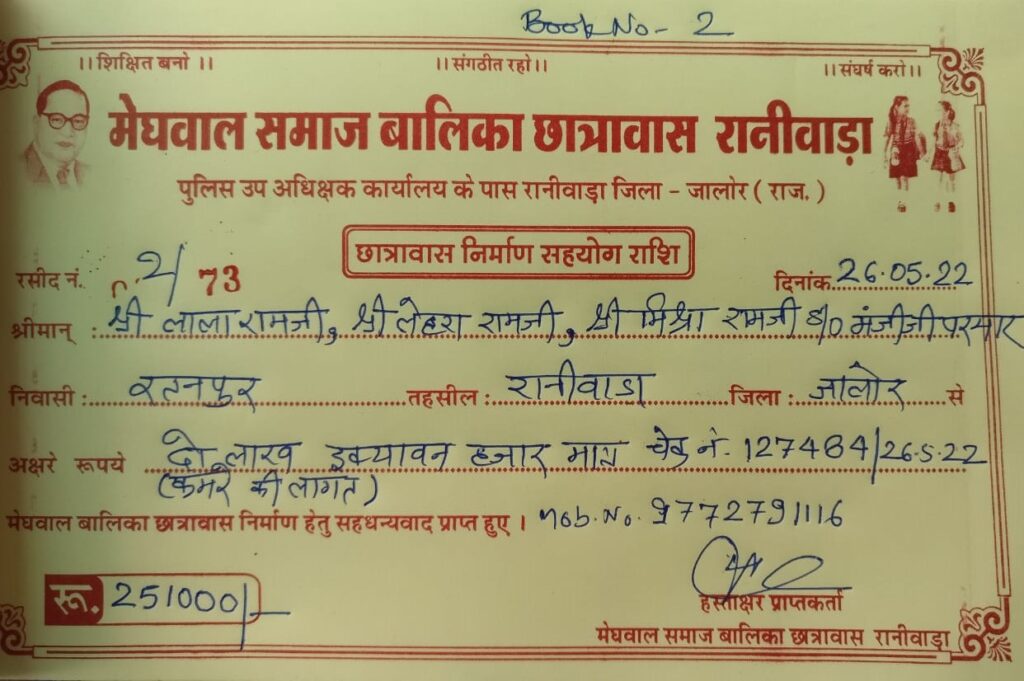 Book No - 2
।। शिक्षित बनो ।। ।। संगठीत रहो ।। ।। संघर्ष करो ।।
मेघवाल समाज बालिका छात्रावास रानीवाड़ा
पुलिस उप अधिक्षक कार्यालय के पास रानीवाड़ा जिला - जालोर ( राज. )
छात्रावास निर्माण सहयोग राशि
रसीद नं. 2/73 दिनांक 26.05.22
श्रीमान् : श्री लाला रामजी, श्री लेहरा रामजी, श्री मिश्रा रामजी S/o मंजीजी परमार
निवासी : रतनपुर तहसील : रानीवाडा जिला : जालोर से
अक्षरे रूपये दो लाख इक्यावन हजार मात्र चेक नं. 127464/26-5-22
(कमरे की लागत)
मेघवाल बालिका छात्रावास निर्माण हेतु सहधन्यवाद प्राप्त हुए । Mob. No. 9772791116
रू. 251000/-
हस्ताक्षर प्राप्तकर्ता
मेघवाल समाज बालिका छात्रावास रानीवाड़ा